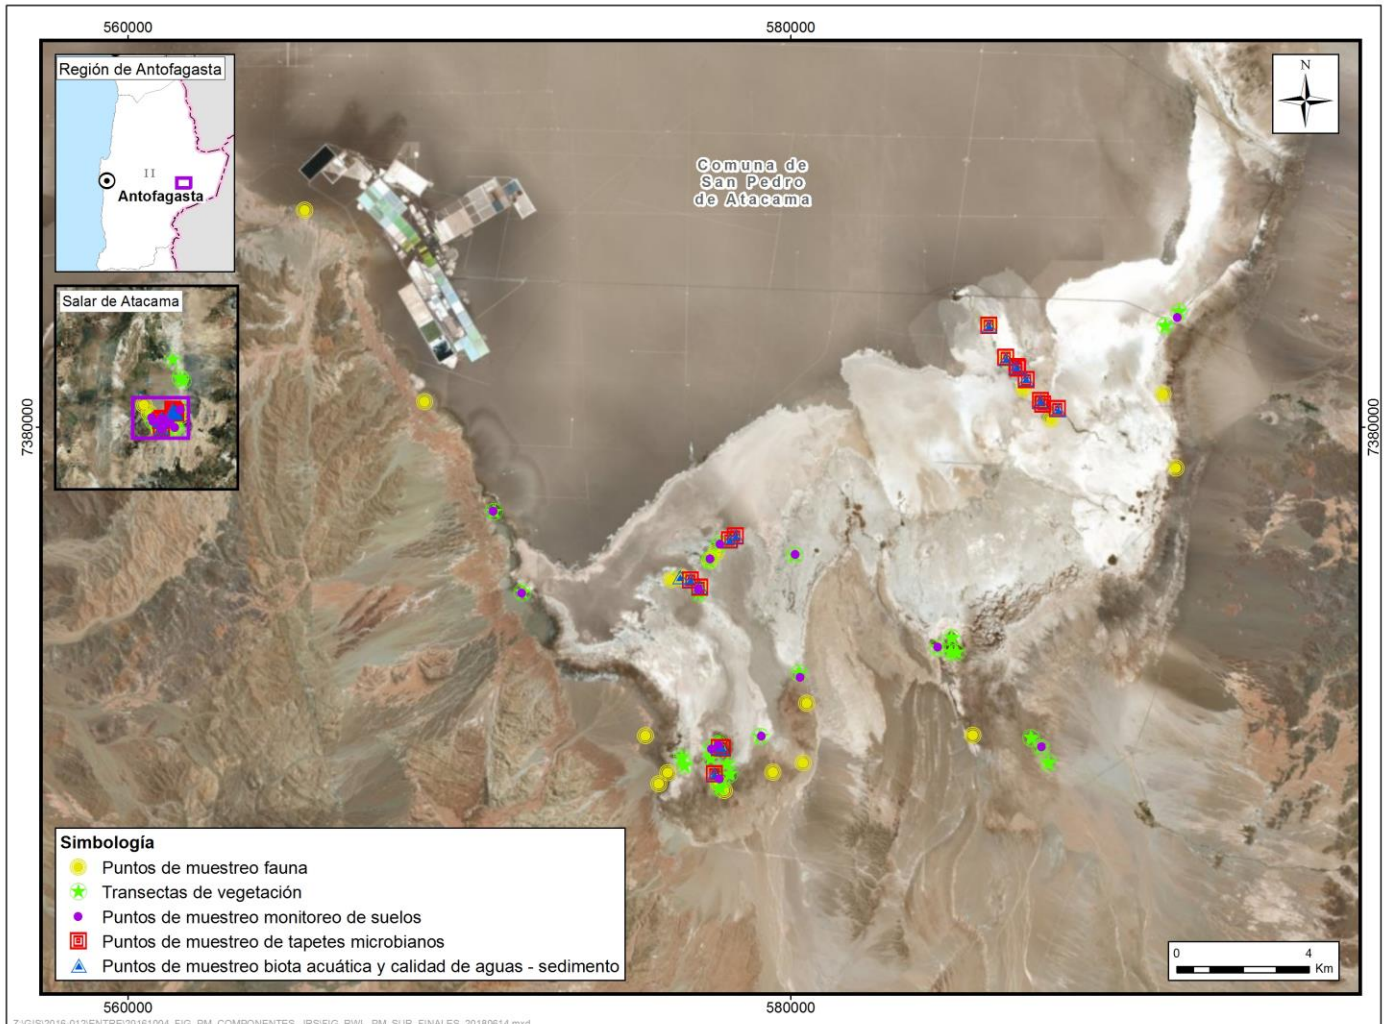 560000
580000
Región de Antofagasta
II
Antofagasta
N
Comuna de
San Pedro
de Atacama
Salar de Atacama
7380000
7380000
Simbología
Puntos de muestreo fauna
Transectas de vegetación
Puntos de muestreo monitoreo de suelos
Puntos de muestreo de tapetes microbianos
Puntos de muestreo biota acuática y calidad de aguas - sedimento
0
4
Km
560000
580000